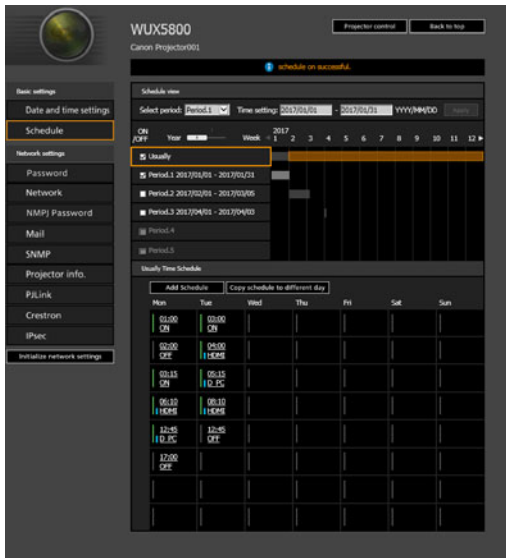 WUX5800
Projector control
Back to top
Canon Projector001
schedule on successful.
Basic settings
Date and time settings
Schedule
Network settings
Password
Network
NMPJ Password
Mail
SNMP
Projector info.
PJLink
Crestron
IPsec
Initialize network settings
Schedule view
Select period: Period.1 Time setting: 2017/01/01 - 2017/01/31 YYYY/MM/DD Apply
ON /OFF Year Week 2017 1 2 3 4 5 6 7 8 9 10 11 12
Usually
Period.1 2017/01/01 - 2017/01/31
Period.2 2017/02/01 - 2017/03/05
Period.3 2017/04/01 - 2017/04/03
Period.4
Period.5
Usually Time Schedule
Add Schedule Copy schedule to different day
Mon Tue Wed Thu Fri Sat Sun
01:00 03:00
ON ON
02:00 04:00
OFF HDMI
03:15 05:15
ON D_PC
06:10 08:10
HDMI HDMI
12:45 12:45
D_PC OFF
17:00
OFF